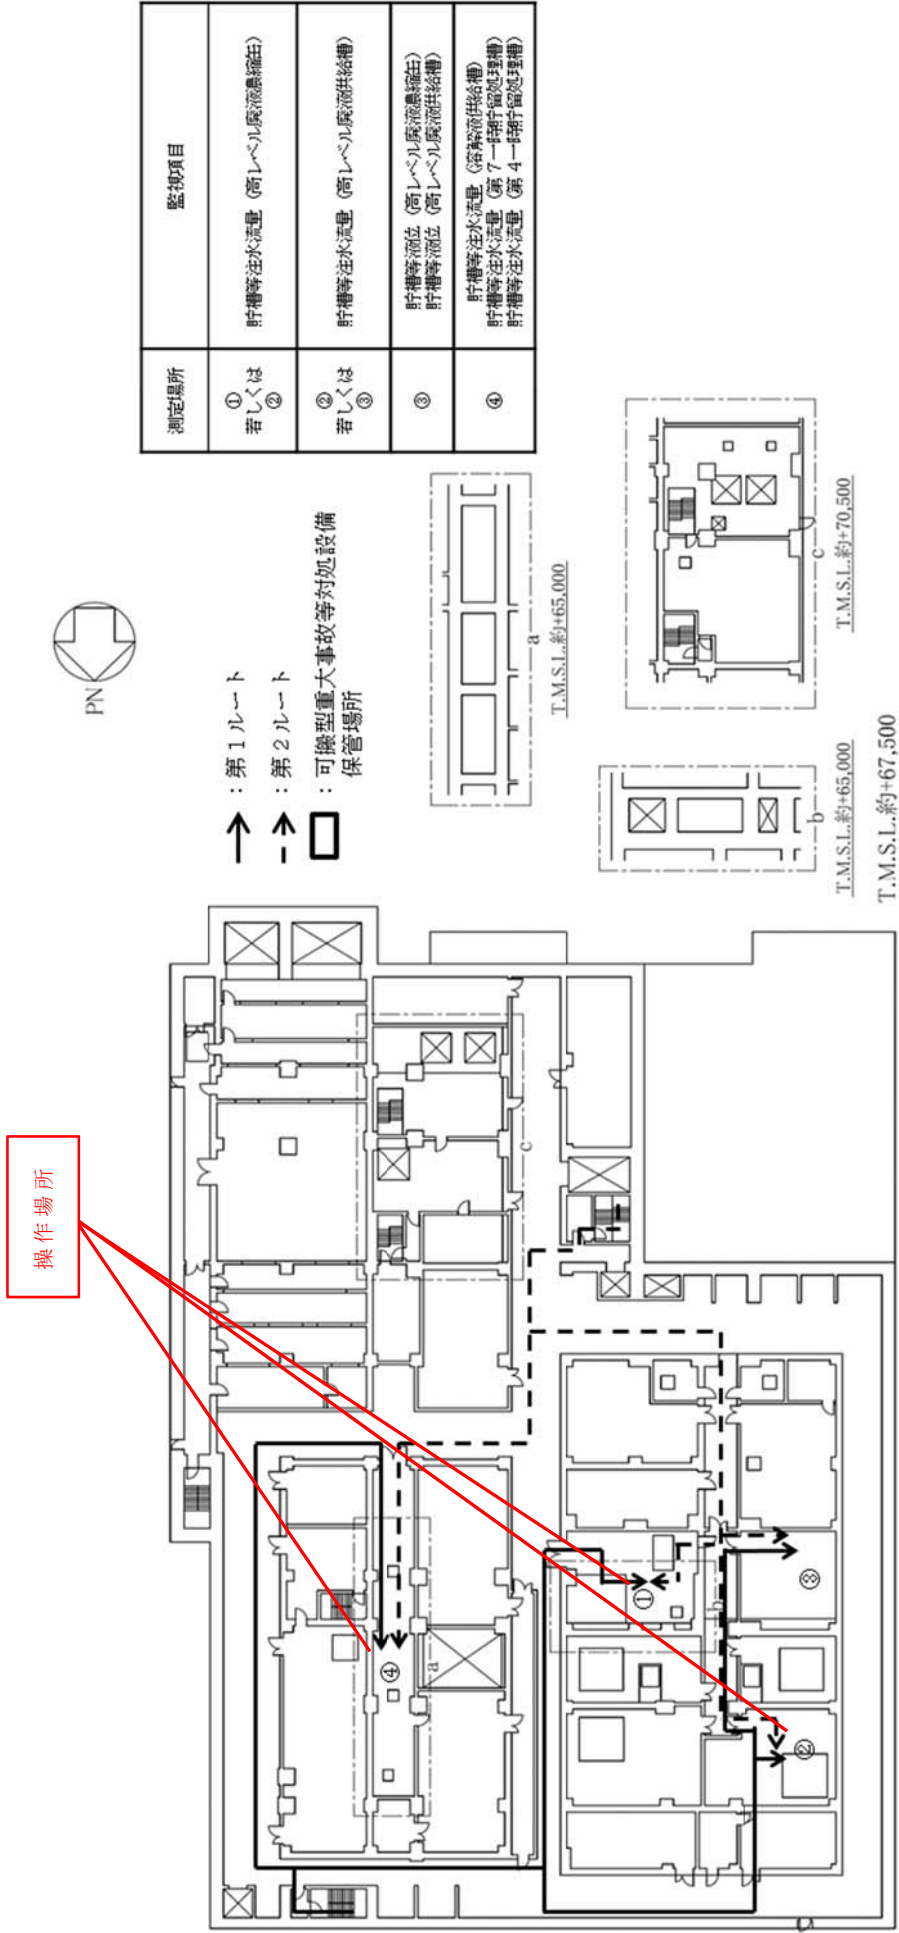 操作場所
PN
：第1ルート
：第2ルート
：可搬型重大事故等対処設備
保管場所
測定場所
監視項目
①
若しくは
②
貯槽等注水流量（高レベル廃液濃縮缶）
②
若しくは
③
貯槽等注水流量（高レベル廃液供給槽）
③
貯槽等液位（高レベル廃液濃縮缶）
貯槽等液位（高レベル廃液供給槽）
④
貯槽等注水流量（溶解液供給槽）
貯槽等注水流量（第7一時貯留処理槽）
貯槽等注水流量（第4一時貯留処理槽）
a
T.M.S.L.約+65,000
b
T.M.S.L.約+65,000
c
T.M.S.L.約+70,500
T.M.S.L.約+67,500
④
a
c
①
b
③
②